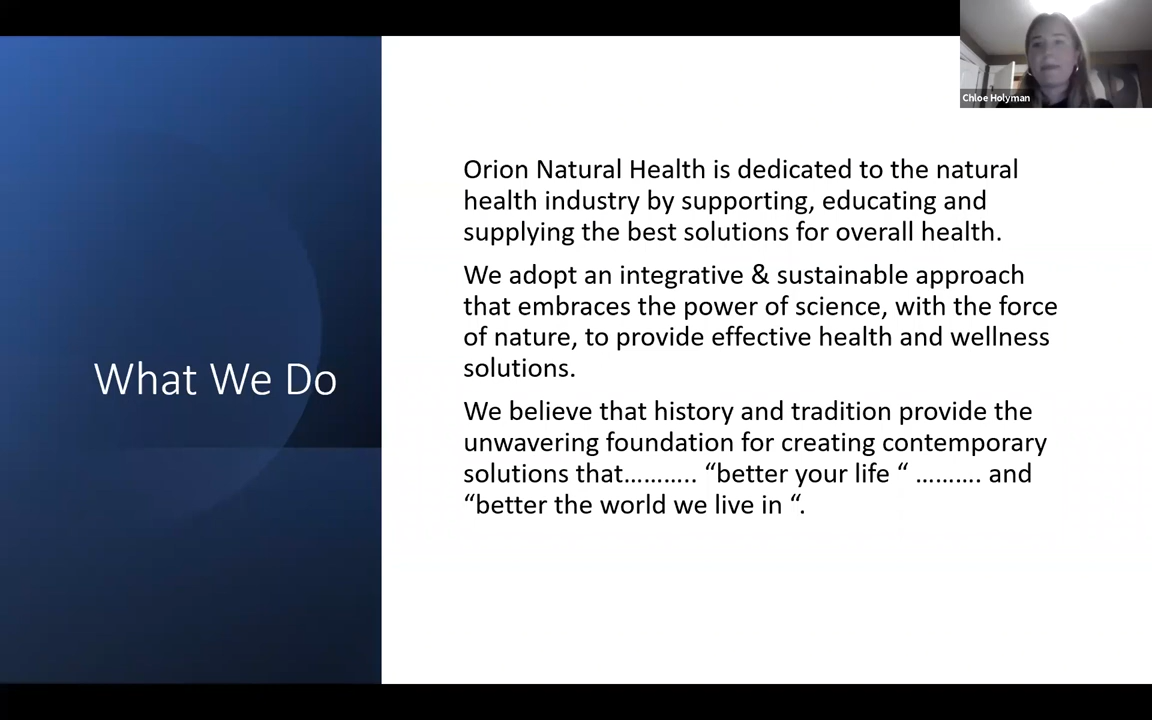 Chloe Holyman
What We Do
Orion Natural Health is dedicated to the natural
health industry by supporting, educating and
supplying the best solutions for overall health.
We adopt an integrative & sustainable approach
that embraces the power of science, with the force
of nature, to provide effective health and wellness
solutions.
We believe that history and tradition provide the
unwavering foundation for creating contemporary
solutions that……….. “better your life “ ………. and
“better the world we live in “.